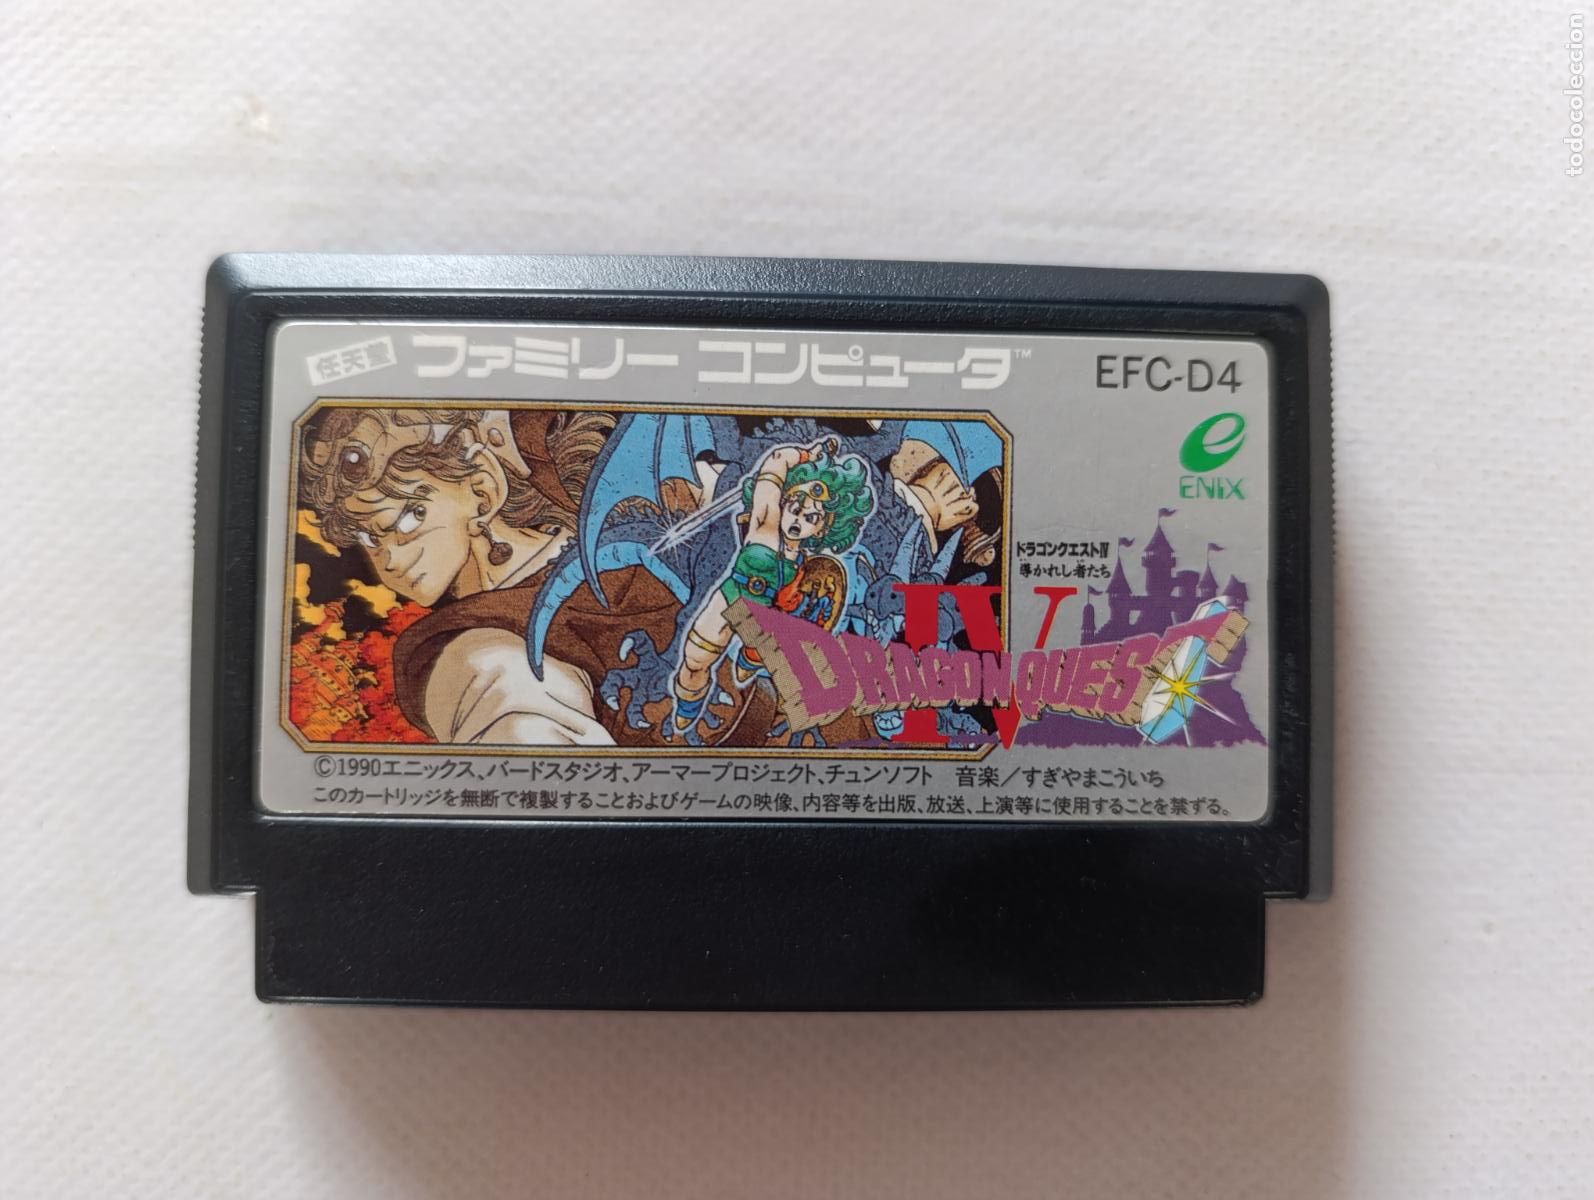 任天堂 ファミリー コンピュータ™ EFC-D4
ENIX
ドラゴンクエストIV
導かれし者たち
IV
DRAGON QUEST
©1990エニックス、バードスタジオ、アーマープロジェクト、チュンソフト 音楽/すぎやまこういち
このカートリッジを無断で複製することおよびゲームの映像、内容等を出版、放送、上演等に使用することを禁ずる。
todocoleccion